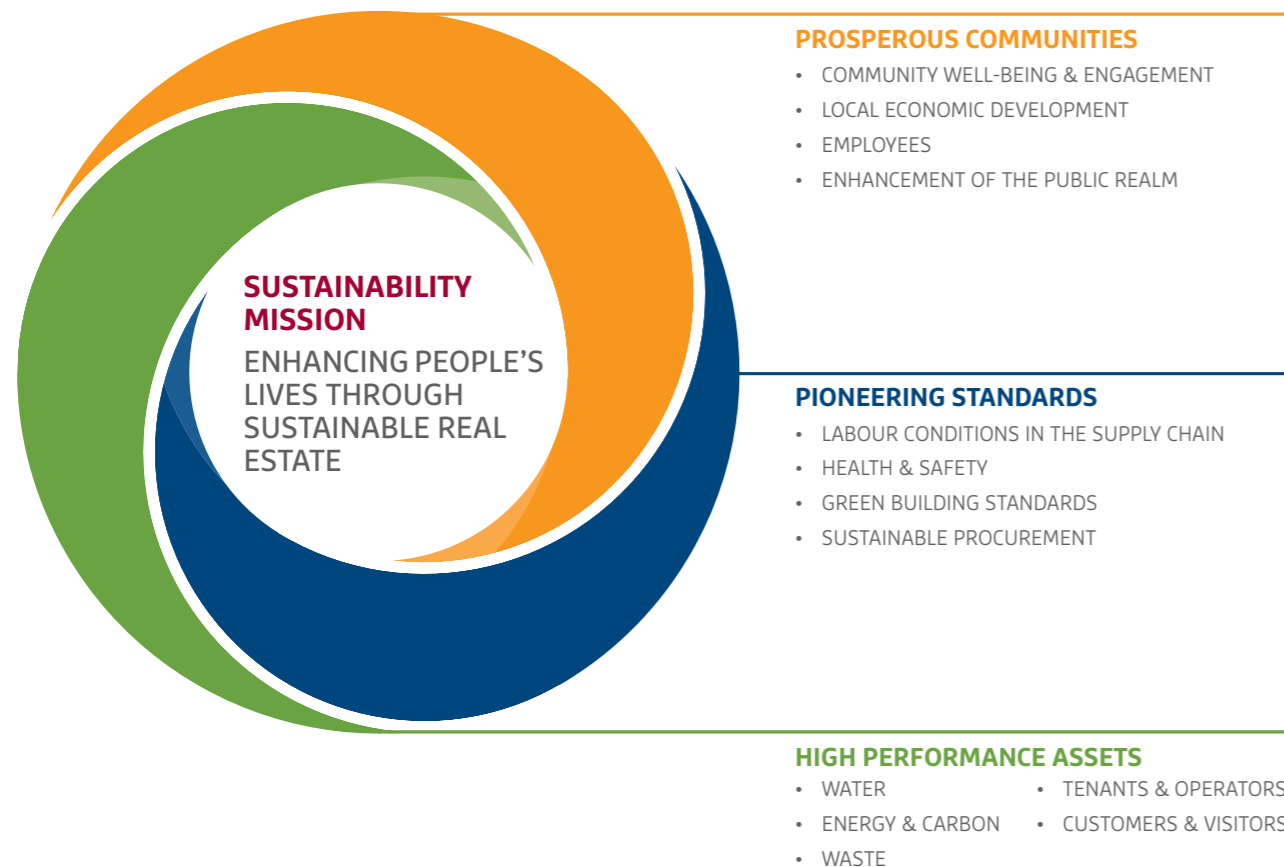 PROSPEROUS COMMUNITIES
• COMMUNITY WELL-BEING & ENGAGEMENT
• LOCAL ECONOMIC DEVELOPMENT
• EMPLOYEES
• ENHANCEMENT OF THE PUBLIC REALM
SUSTAINABILITY
MISSION
ENHANCING PEOPLE’S
LIVES THROUGH
SUSTAINABLE REAL
ESTATE
PIONEERING STANDARDS
• LABOUR CONDITIONS IN THE SUPPLY CHAIN
• HEALTH & SAFETY
• GREEN BUILDING STANDARDS
• SUSTAINABLE PROCUREMENT
HIGH PERFORMANCE ASSETS
• WATER
• ENERGY & CARBON
• WASTE
• TENANTS & OPERATORS
• CUSTOMERS & VISITORS